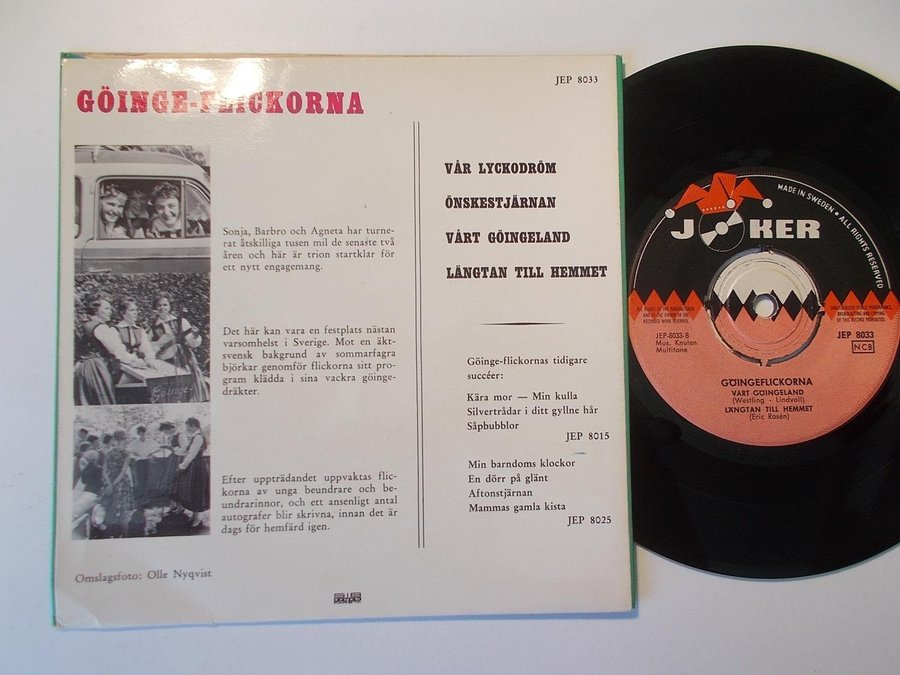 JEP 8033
GÖINGE-FLICKORNA
Sonja, Barbro och Agneta har turne-
rat åtskilliga tusen mil de senaste två
åren och här är trion startklar för
ett nytt engagemang.
Det här kan vara en festplats nästan
varsomhelst i Sverige. Mot en äkt-
svensk bakgrund av sommarfagra
björkar genomför flickorna sitt pro-
gram klädda i sina vackra göinge-
dräkter.
Efter uppträdandet uppvaktas flic-
korna av unga beundrare och be-
undrarinnor, och ett ansenligt antal
autografer blir skrivna, innan det är
dags för hemfärd igen.
Omslagsfoto: Olle Nyqvist
VÅR LYCKODRÖM
ÖNSKESTJÄRNAN
VÅRT GÖINGELAND
LÄNGTAN TILL HEMMET
Göinge-flickornas tidigare
succéer:
Kära mor — Min kulla
Silvertrådar i ditt gyllne hår
Såpbubblor
JEP 8015
Min barndoms klockor
En dörr på glänt
Aftonstjärnan
Mammas gamla kista
JEP 8025
MADE IN SWEDEN • ALL RIGHTS RESERVED
JOKER
JEP-8033-B
Mus. Knuten
Multitone
JEP 8033
NCB
GÖINGEFLICKORNA
VÅRT GÖINGELAND
(Westling - Lindvall)
LÄNGTAN TILL HEMMET
(Eric Rosén)